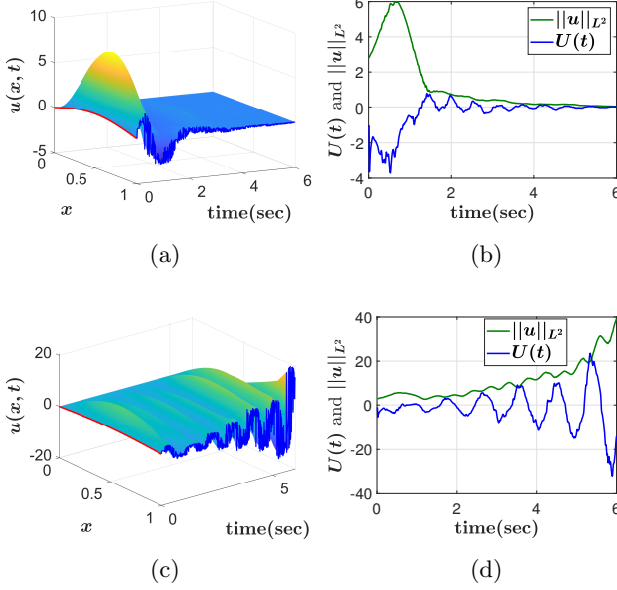 10
5
0
-5
u(x, t)
0
0.5
1
x
0
2
4
6
time(sec)
(a)
6
4
2
0
-2
-4
U(t) and ||u||_{L^2}
||u||_{L^2}
U(t)
0
2
4
6
time(sec)
(b)
20
0
-20
u(x, t)
0
0.5
1
x
0
5
time(sec)
(c)
40
20
0
-20
-40
U(t) and ||u||_{L^2}
||u||_{L^2}
U(t)
0
2
4
6
time(sec)
(d)